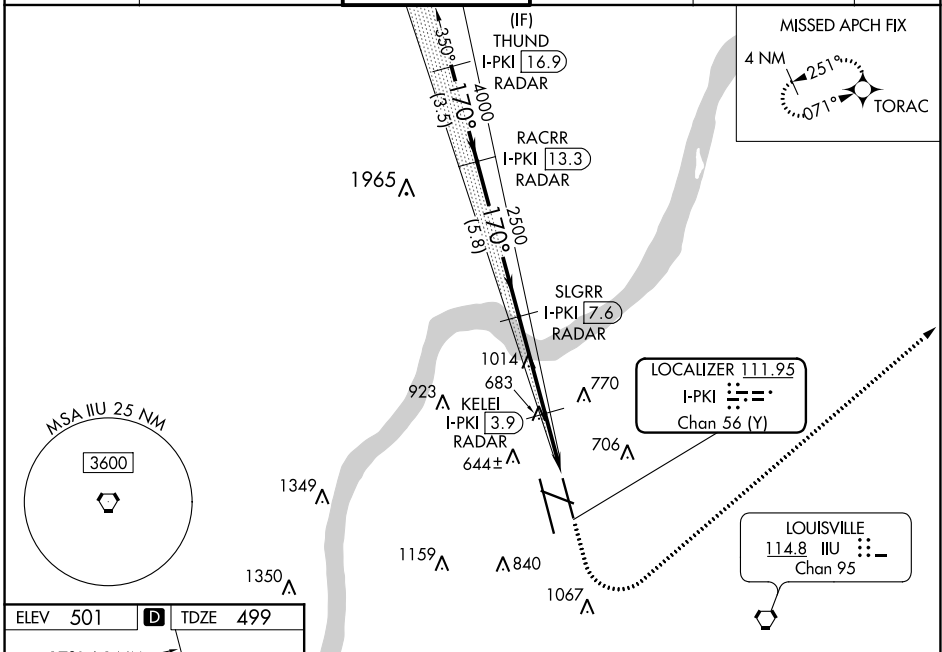 (IF)
THUND
I-PKI 16.9
RADAR
350°
170°
4000
(3.5)
RACRR
I-PKI 13.3
RADAR
1965
170°
2500
(5.8)
SLGRR
I-PKI 7.6
RADAR
1014
683
770
923
KELEI
I-PKI 3.9
RADAR
706
644±
MISSED APCH FIX
4 NM
251°
071°
TORAC
LOCALIZER 111.95
I-PKI
Chan 56 (Y)
MSA IIU 25 NM
3600
1349
1350
1159
840
1067
LOUISVILLE
114.8 IIU
Chan 95
ELEV 501
D
TDZE 499